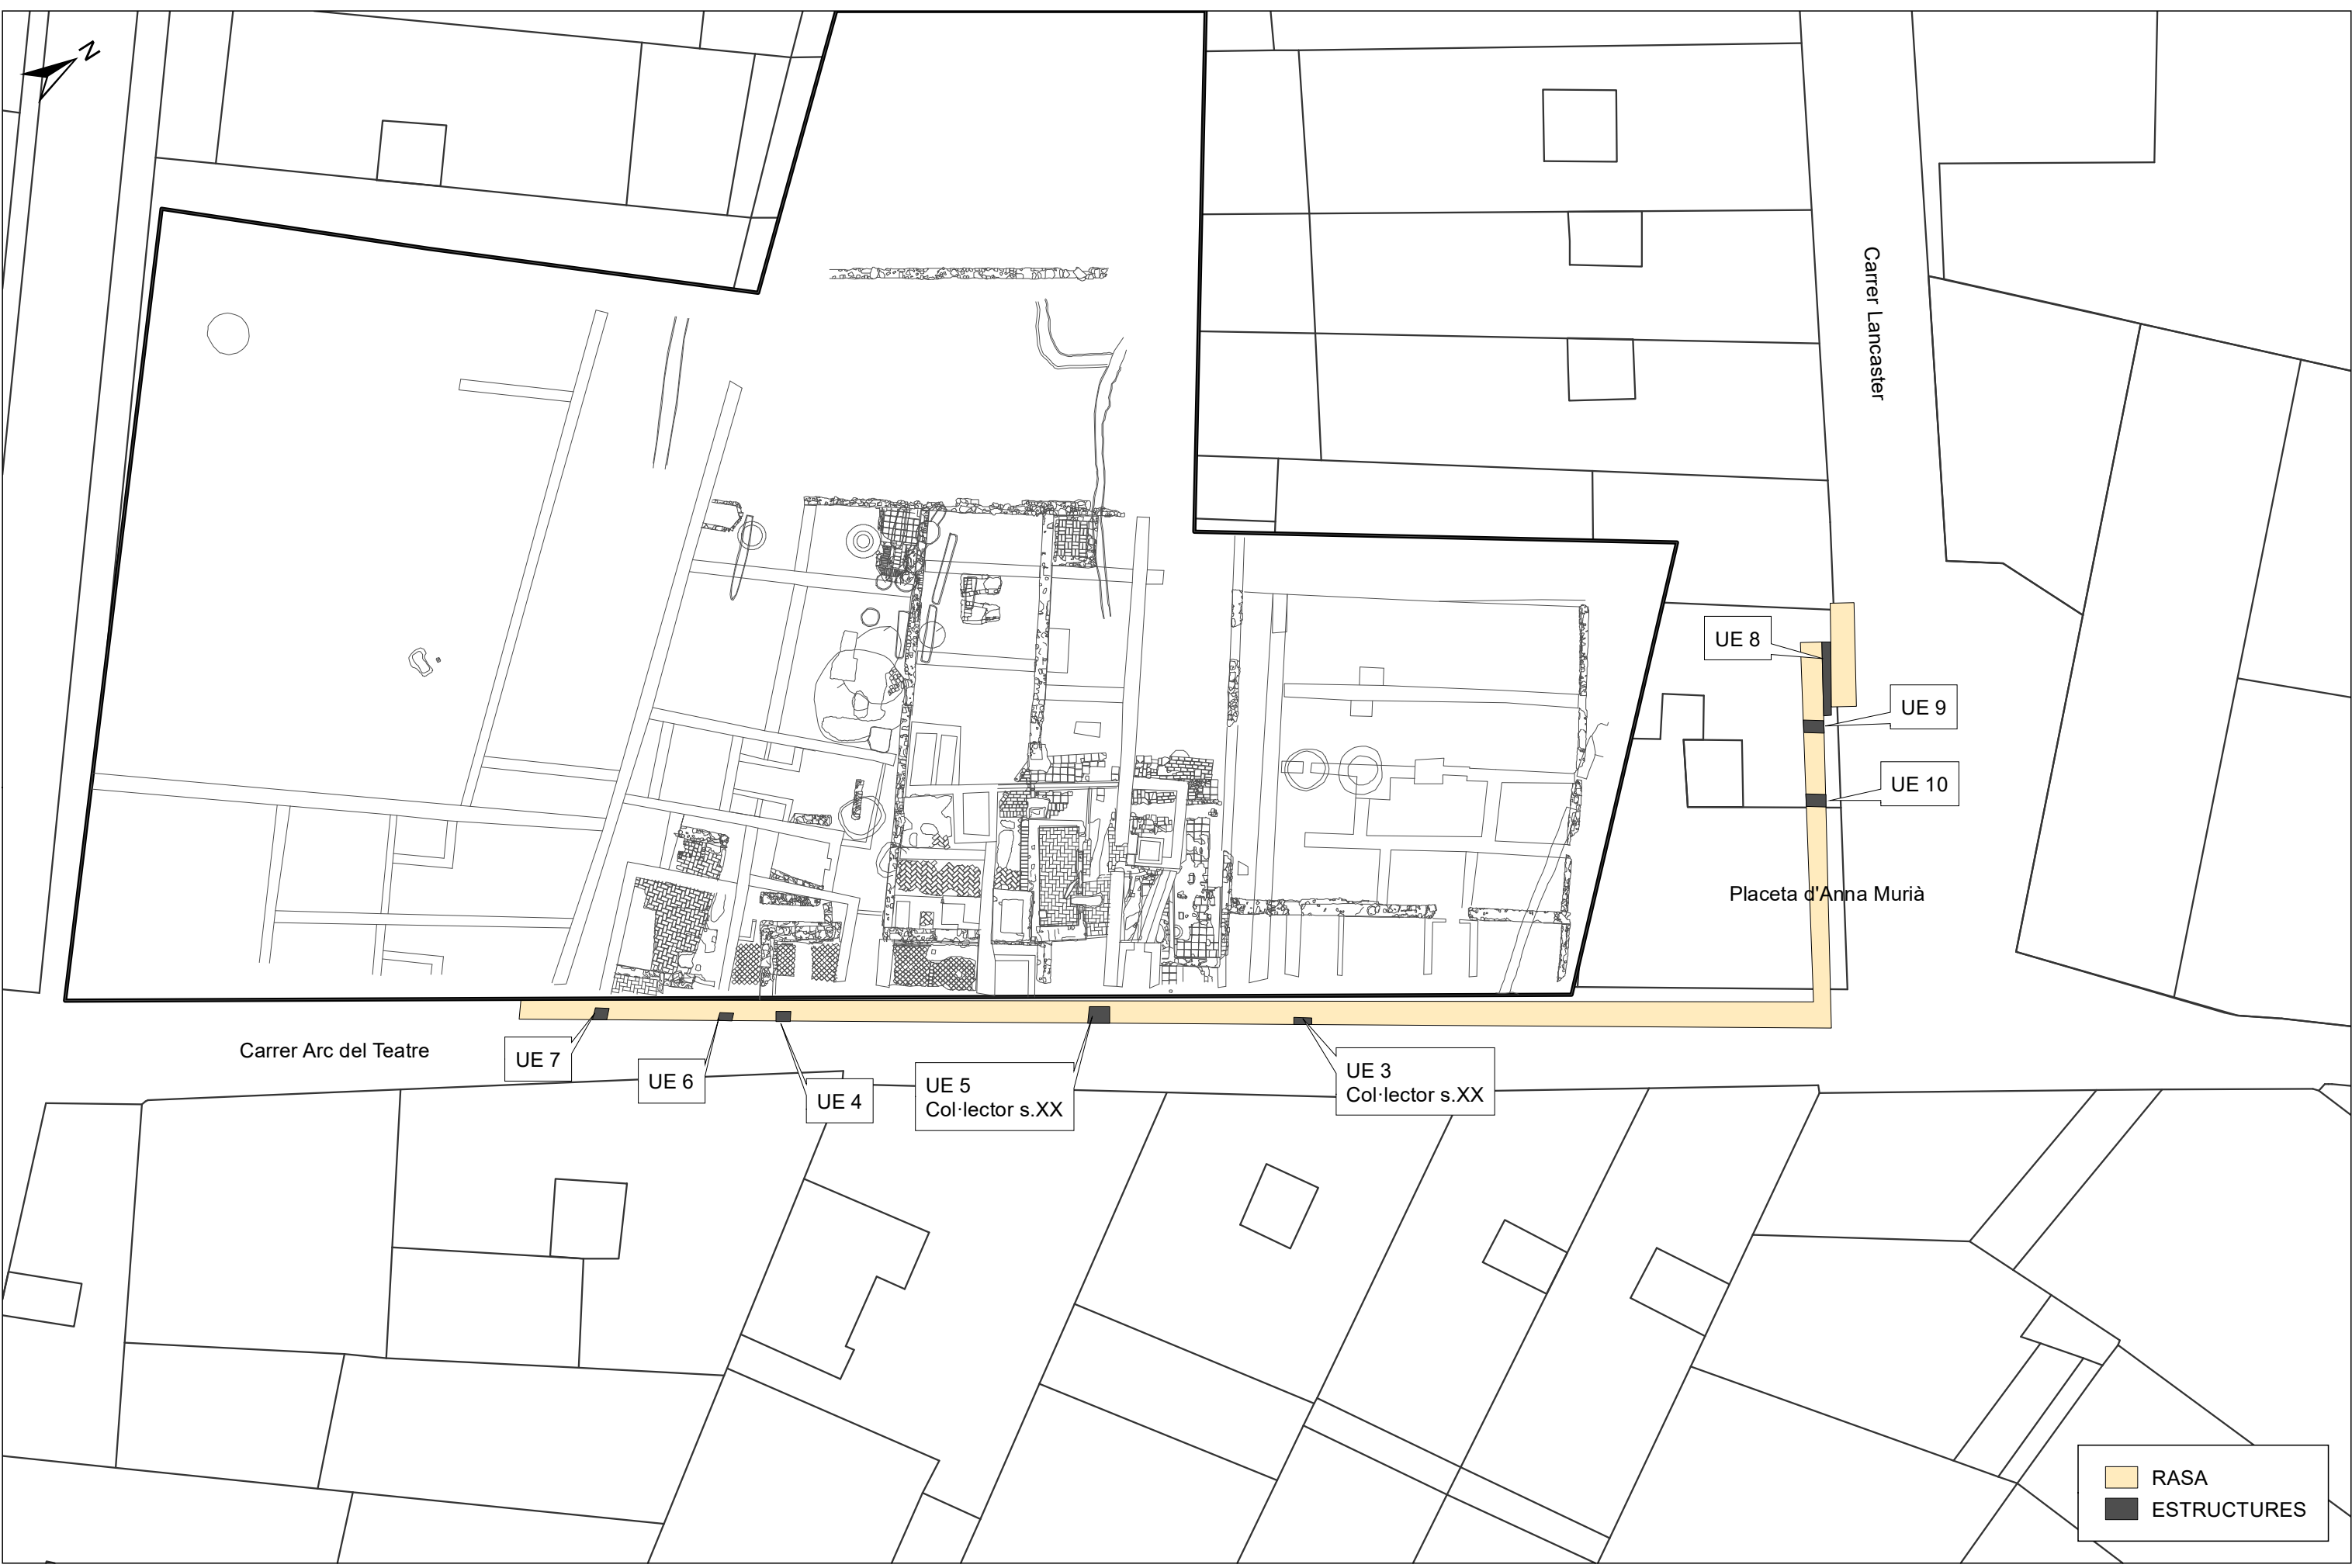 N
Carrer Lancaster
UE 8
UE 9
UE 10
Placeta d'Anna Murià
Carrer Arc del Teatre
UE 7
UE 6
UE 4
UE 5
Col·lector s.XX
UE 3
Col·lector s.XX
RASA
ESTRUCTURES